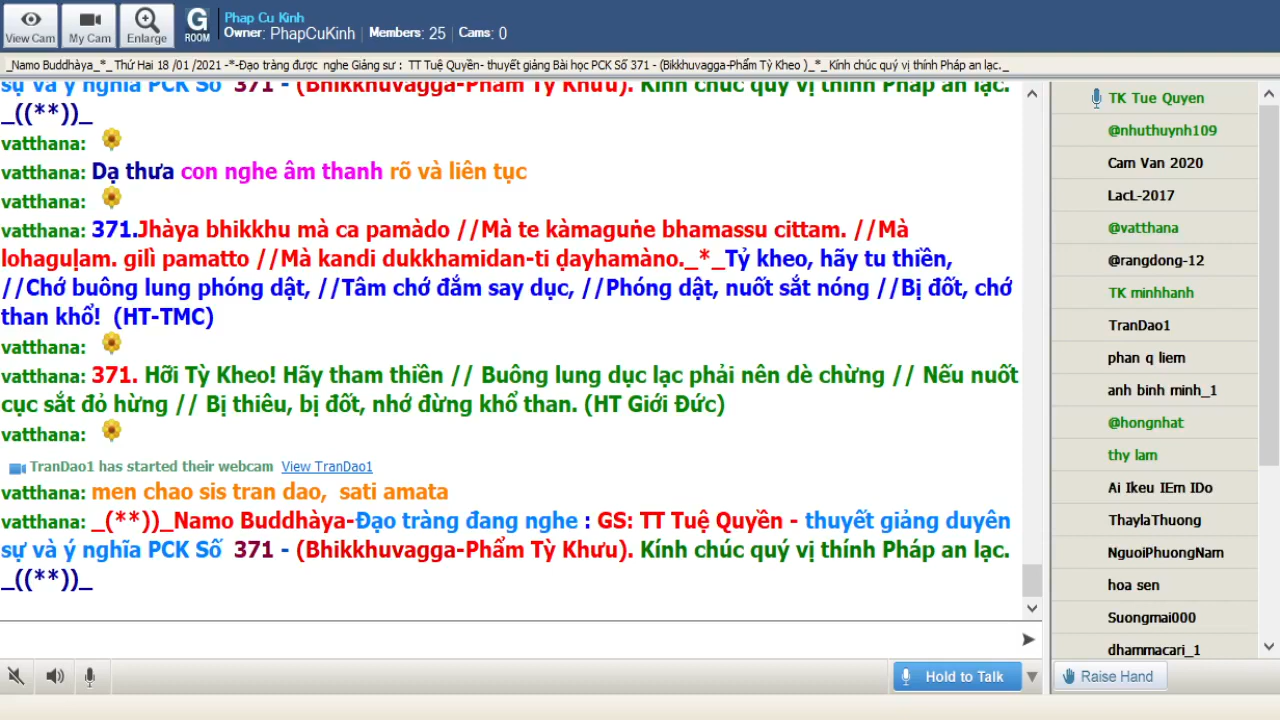 View Cam
My Cam
Enlarge
G
ROOM
Phap Cu Kinh
Owner: PhapCuKinh | Members: 25 | Cams: 0
_Namo Buddhàya_*_ Thứ Hai 18 /01 /2021 -*-Đạo tràng được nghe Giảng sư : TT Tuệ Quyền- thuyết giảng Bài học PCK Số 371 - (Bikkhuvagga-Phẩm Tỳ Kheo )_*_ Kính chúc quý vị thính Pháp an lạc._
sự và ý nghĩa PCK Số 371 - (Bhikkhuvagga-Phẩm Tỳ Khưu). Kính chúc quý vị thính Pháp an lạc.
_((**))_
vatthana:
vatthana: Dạ thưa con nghe âm thanh rõ và liên tục
vatthana:
vatthana: 371.Jhàya bhikkhu mà ca pamàdo //Mà te kàmaguṅe bhamassu cittam. //Mà
lohaguḷam. gilì pamatto //Mà kandi dukkhamidan-ti ḍayhamàno._*_Tỷ kheo, hãy tu thiền,
//Chớ buông lung phóng dật, //Tâm chớ đắm say dục, //Phóng dật, nuốt sắt nóng //Bị đốt, chớ
than khổ! (HT-TMC)
vatthana:
vatthana: 371. Hỡi Tỳ Kheo! Hãy tham thiền // Buông lung dục lạc phải nên dè chừng // Nếu nuốt
cục sắt đỏ hừng // Bị thiêu, bị đốt, nhớ đừng khổ than. (HT Giới Đức)
vatthana:
TranDao1 has started their webcam View TranDao1
vatthana: men chao sis tran dao, sati amata
vatthana: _(**))_Namo Buddhàya-Đạo tràng đang nghe : GS: TT Tuệ Quyền - thuyết giảng duyên
sự và ý nghĩa PCK Số 371 - (Bhikkhuvagga-Phẩm Tỳ Khưu). Kính chúc quý vị thính Pháp an lạc.
_((**))_
Hold to Talk
TK Tue Quyen
@nhuthuynh109
Cam Van 2020
LacL-2017
@vatthana
@rangdong-12
TK minhhanh
TranDao1
phan q liem
anh binh minh_1
@hongnhat
thy lam
Ai Ikeu IEm IDo
ThaylaThuong
NguoiPhuongNam
hoa sen
Suongmai000
dhammacari_1
Raise Hand